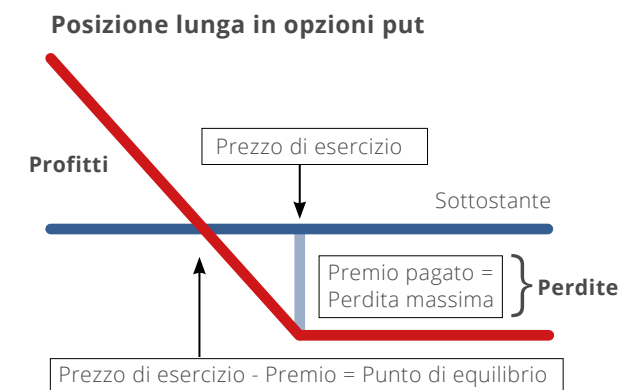 Posizione lunga in opzioni put
Prezzo di esercizio
Profitti
Sottostante
Premio pagato =
Perdita massima
Perdite
Prezzo di esercizio - Premio = Punto di equilibrio